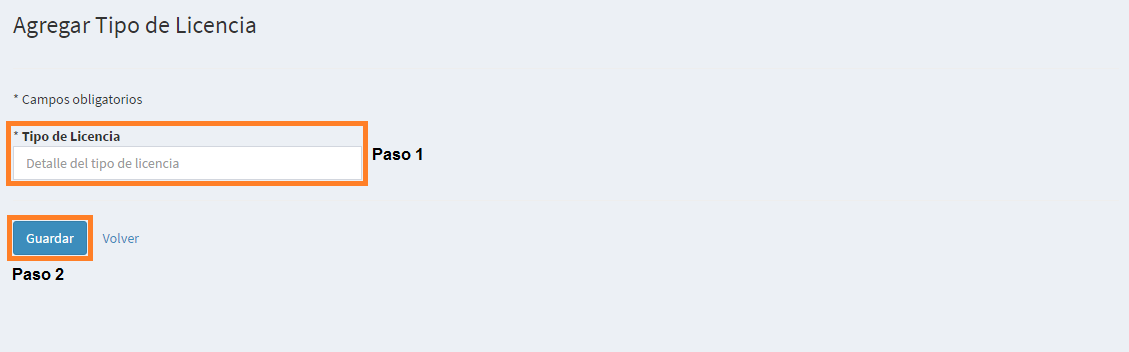 Agregar Tipo de Licencia
* Campos obligatorios
* Tipo de Licencia
Detalle del tipo de licencia
Paso 1
Guardar Volver
Paso 2